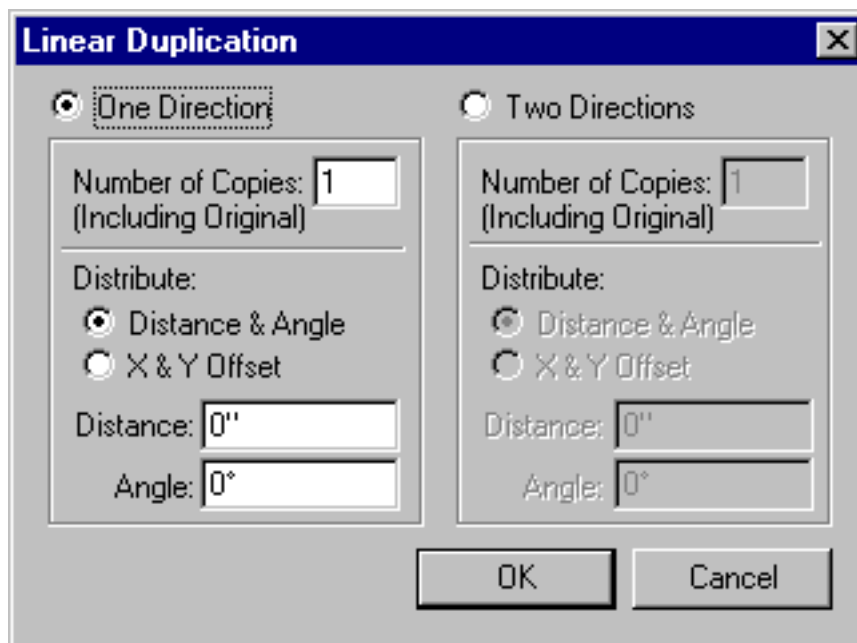 Linear Duplication
One Direction
Number of Copies: 1
(Including Original)
Distribute:
Distance & Angle
X & Y Offset
Distance: 0"
Angle: 0°
Two Directions
Number of Copies: 1
(Including Original)
Distribute:
Distance & Angle
X & Y Offset
Distance: 0"
Angle: 0°
OK
Cancel